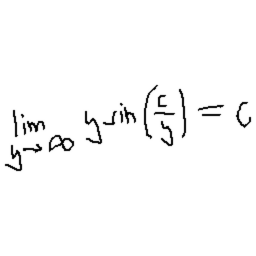 lim y→∞ y sin(c/y) = c